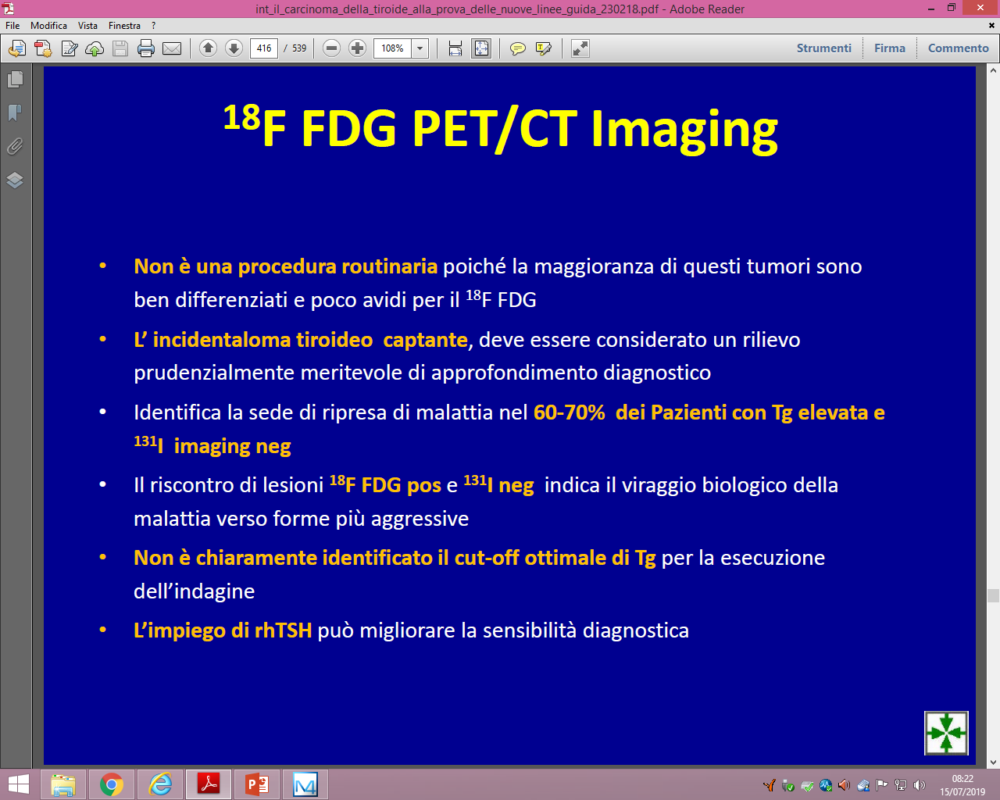 int_il_carcinoma_della_tiroide_alla_prova_delle_nuove_linee_guida_230218.pdf - Adobe Reader
File Modifica Vista Finestra ?
416 / 539 108% Strumenti Firma Commento
18F FDG PET/CT Imaging
• Non è una procedura routinaria poiché la maggioranza di questi tumori sono
ben differenziati e poco avidi per il 18F FDG
• L’ incidentaloma tiroideo captante, deve essere considerato un rilievo
prudenzialmente meritevole di approfondimento diagnostico
• Identifica la sede di ripresa di malattia nel 60-70% dei Pazienti con Tg elevata e
131I imaging neg
• Il riscontro di lesioni 18F FDG pos e 131I neg indica il viraggio biologico della
malattia verso forme più aggressive
• Non è chiaramente identificato il cut-off ottimale di Tg per la esecuzione
dell’indagine
• L’impiego di rhTSH può migliorare la sensibilità diagnostica
08:22
15/07/2019